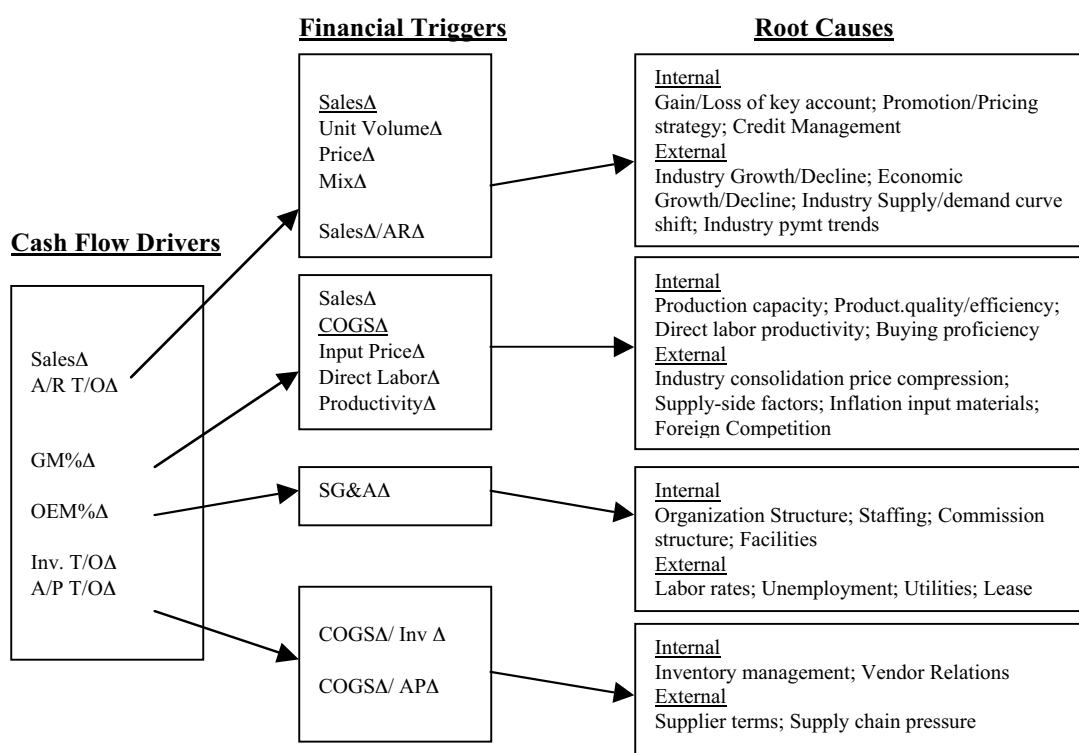 Financial Triggers
Root Causes
Cash Flow Drivers
Sales∆
A/R T/O∆
GM%∆
OEM%∆
Inv. T/O∆
A/P T/O∆
Sales∆
Unit Volume∆
Price∆
Mix∆
Sales∆/AR∆
Internal
Gain/Loss of key account; Promotion/Pricing
strategy; Credit Management
External
Industry Growth/Decline; Economic
Growth/Decline; Industry Supply/demand curve
shift; Industry pymt trends
Sales∆
COGS∆
Input Price∆
Direct Labor∆
Productivity∆
Internal
Production capacity; Product.quality/efficiency;
Direct labor productivity; Buying proficiency
External
Industry consolidation price compression;
Supply-side factors; Inflation input materials;
Foreign Competition
SG&A∆
Internal
Organization Structure; Staffing; Commission
structure; Facilities
External
Labor rates; Unemployment; Utilities; Lease
COGS∆/ Inv ∆
COGS∆/ AP∆
Internal
Inventory management; Vendor Relations
External
Supplier terms; Supply chain pressure